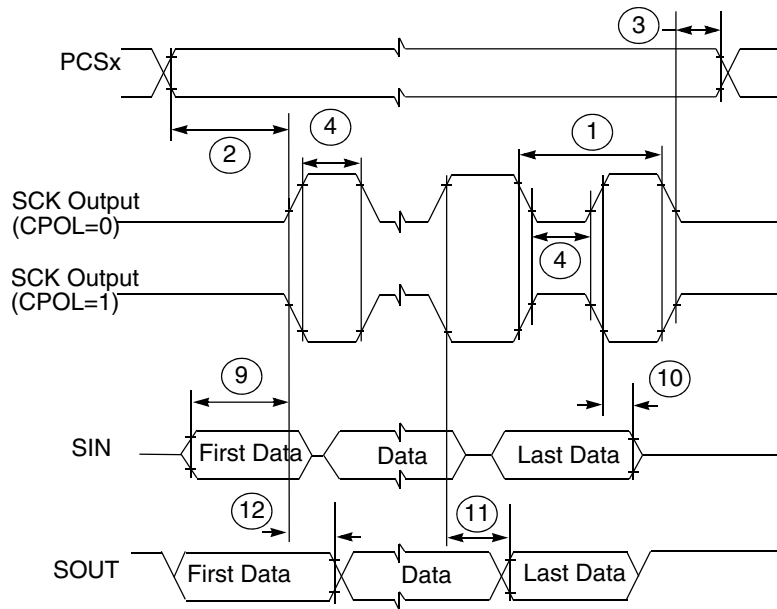 3
PCSx
2
4
1
SCK Output
(CPOL=0)
4
SCK Output
(CPOL=1)
9
10
SIN
First Data
Data
Last Data
12
11
SOUT
First Data
Data
Last Data